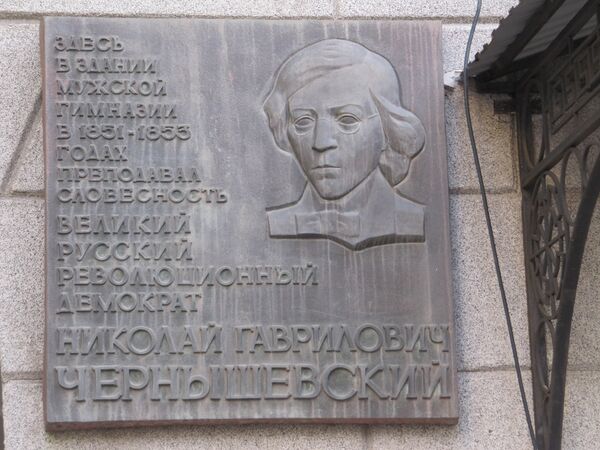 ЗДЕСЬ
В ЗДАНИИ
МУЖСКОЙ
ГИМНАЗИИ
В 1851-1853
ГОДАХ
ПРЕПОДАВАЛ
СЛОВЕСНОСТЬ
ВЕЛИКИЙ
РУССКИЙ
РЕВОЛЮЦИОННЫЙ
ДЕМОКРАТ
НИКОЛАЙ ГАВРИЛОВИЧ
ЧЕРНЫШЕВСКИЙ